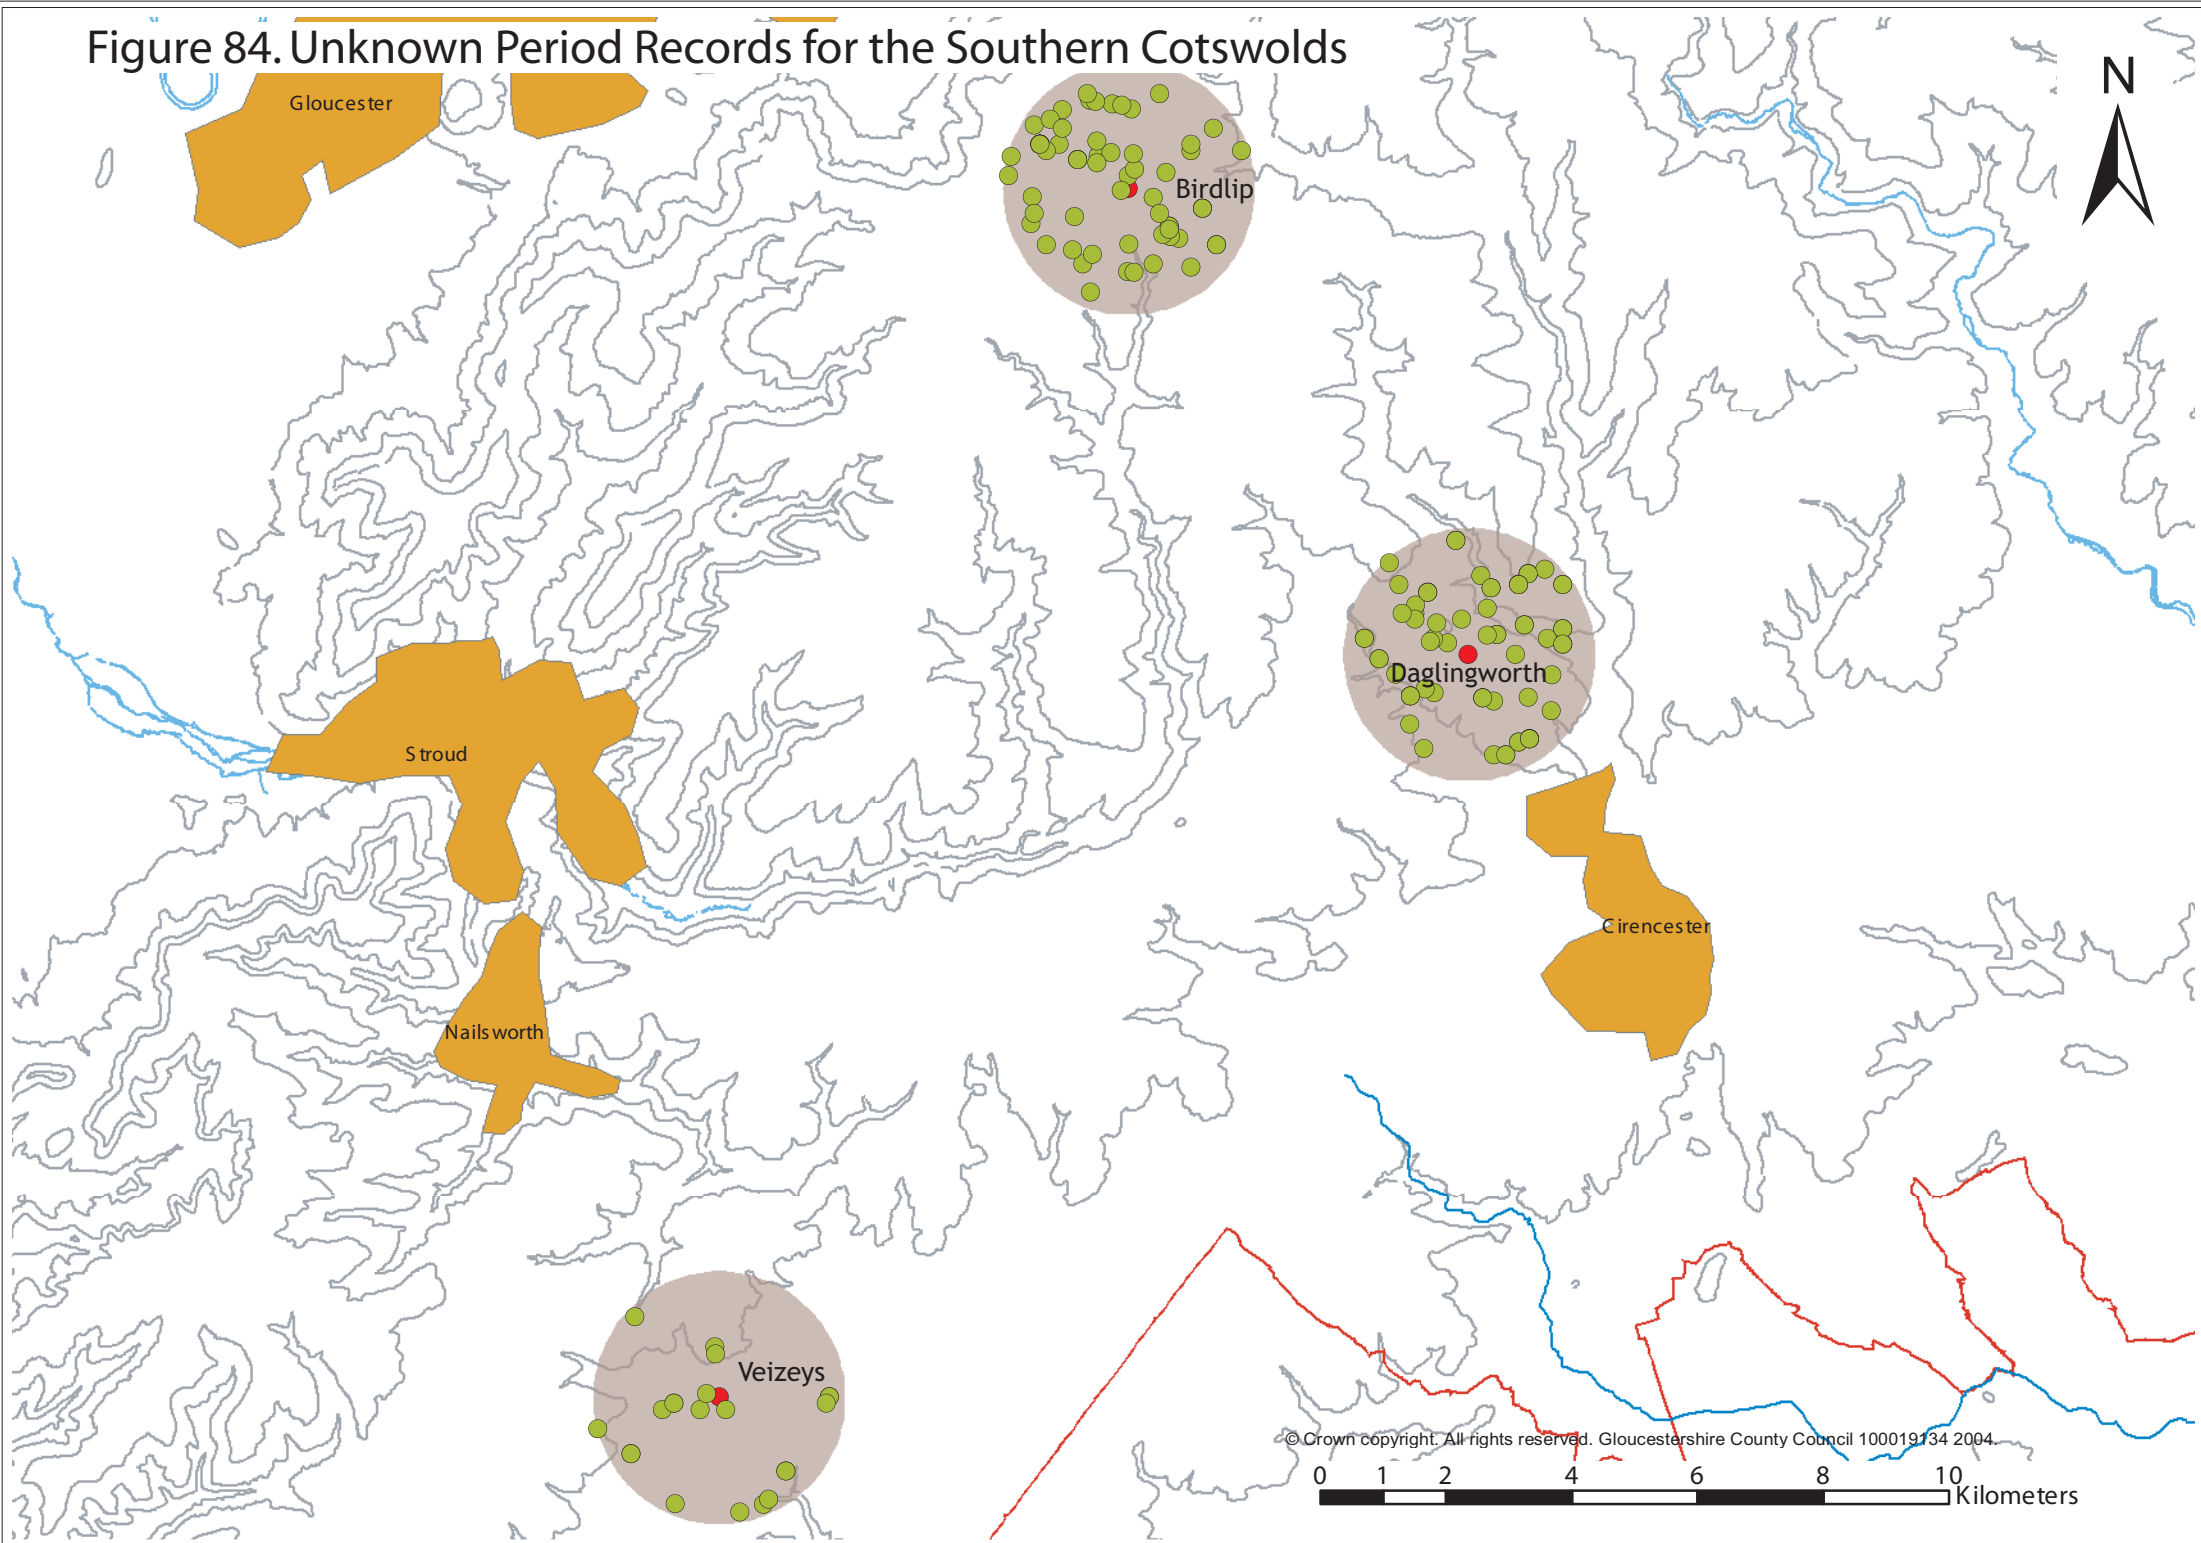 Figure 84. Unknown Period Records for the Southern Cotswolds
N
Gloucester
Birdlip
Daglingworth
Stroud
Cirencester
Nailsworth
Veizeys
© Crown copyright. All rights reserved. Gloucestershire County Council 100019134 2004.
0 1 2 4 6 8 10
Kilometers